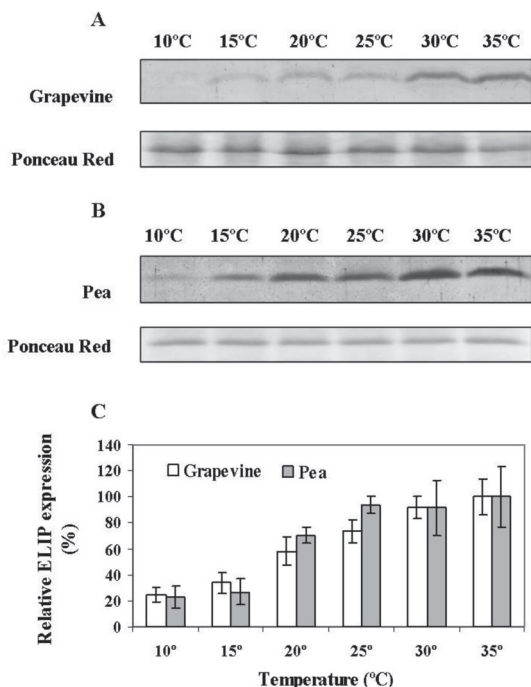 A
10°C 15°C 20°C 25°C 30°C 35°C
Grapevine
Ponceau Red
B
10°C 15°C 20°C 25°C 30°C 35°C
Pea
Ponceau Red
C
Relative ELIP expression
(%)
140
120
100
80
60
40
20
0
Grapevine Pea
10° 15° 20° 25° 30° 35°
Temperature (°C)